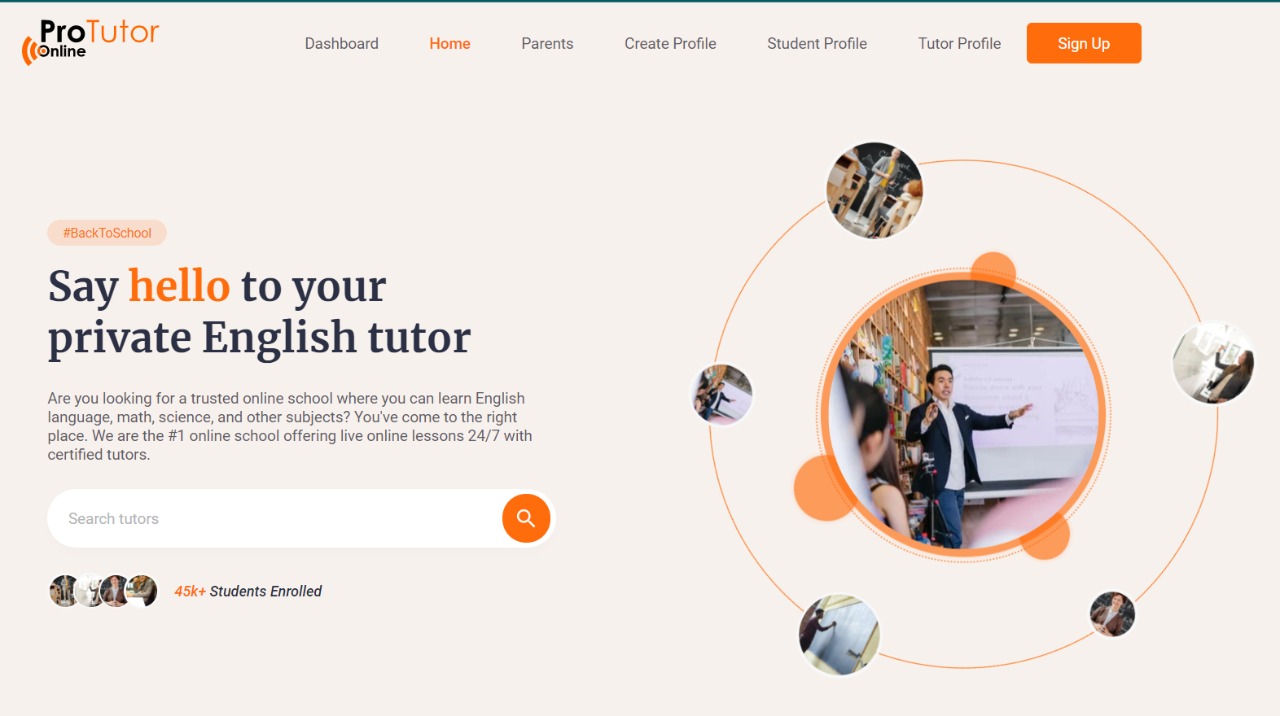 ProTutor
Online
Dashboard
Home
Parents
Create Profile
Student Profile
Tutor Profile
Sign Up
#BackToSchool
Say hello to your
private English tutor
Are you looking for a trusted online school where you can learn English
language, math, science, and other subjects? You've come to the right
place. We are the #1 online school offering live online lessons 24/7 with
certified tutors.
Search tutors
45k+ Students Enrolled